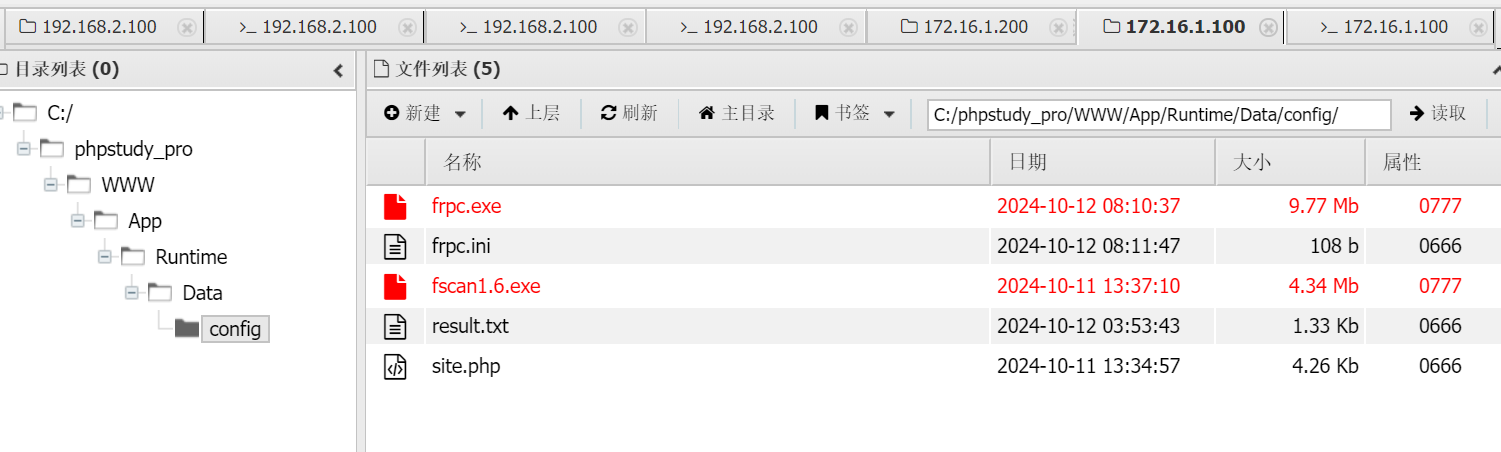 192.168.2.100 >_ 192.168.2.100 >_ 192.168.2.100 >_ 192.168.2.100 172.16.1.200 172.16.1.100 >_ 172.16.1.100
目录列表 (0)
C:/
phpstudy_pro
WWW
App
Runtime
Data
config
文件列表 (5)
新建 上层 刷新 主目录 书签 C:/phpstudy_pro/WWW/App/Runtime/Data/config/ 读取
名称 日期 大小 属性
frpc.exe 2024-10-12 08:10:37 9.77 Mb 0777
frpc.ini 2024-10-12 08:11:47 108 b 0666
fscan1.6.exe 2024-10-11 13:37:10 4.34 Mb 0777
result.txt 2024-10-12 03:53:43 1.33 Kb 0666
site.php 2024-10-11 13:34:57 4.26 Kb 0666